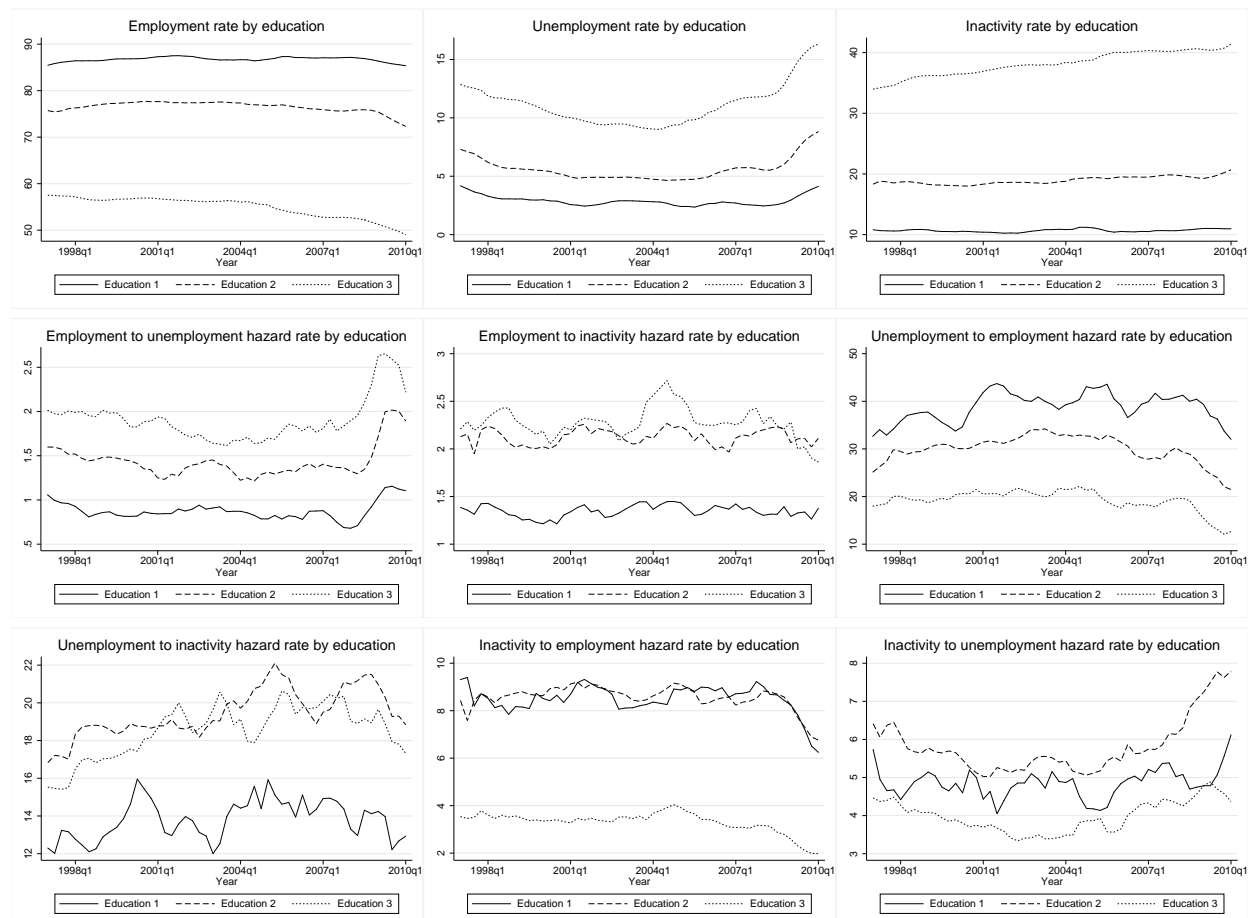 Employment rate by education
90
80
70
60
50
1998q1 2001q1 2004q1 2007q1 2010q1
Year
Education 1 Education 2 Education 3
Unemployment rate by education
15
10
5
0
1998q1 2001q1 2004q1 2007q1 2010q1
Year
Education 1 Education 2 Education 3
Inactivity rate by education
40
30
20
10
1998q1 2001q1 2004q1 2007q1 2010q1
Year
Education 1 Education 2 Education 3
Employment to unemployment hazard rate by education
2.5
2
1.5
1
.5
1998q1 2001q1 2004q1 2007q1 2010q1
Year
Education 1 Education 2 Education 3
Employment to inactivity hazard rate by education
3
2.5
2
1.5
1
1998q1 2001q1 2004q1 2007q1 2010q1
Year
Education 1 Education 2 Education 3
Unemployment to employment hazard rate by education
50
40
30
20
10
1998q1 2001q1 2004q1 2007q1 2010q1
Year
Education 1 Education 2 Education 3
Unemployment to inactivity hazard rate by education
22
20
18
16
14
12
1998q1 2001q1 2004q1 2007q1 2010q1
Year
Education 1 Education 2 Education 3
Inactivity to employment hazard rate by education
10
8
6
4
2
1998q1 2001q1 2004q1 2007q1 2010q1
Year
Education 1 Education 2 Education 3
Inactivity to unemployment hazard rate by education
8
7
6
5
4
3
1998q1 2001q1 2004q1 2007q1 2010q1
Year
Education 1 Education 2 Education 3